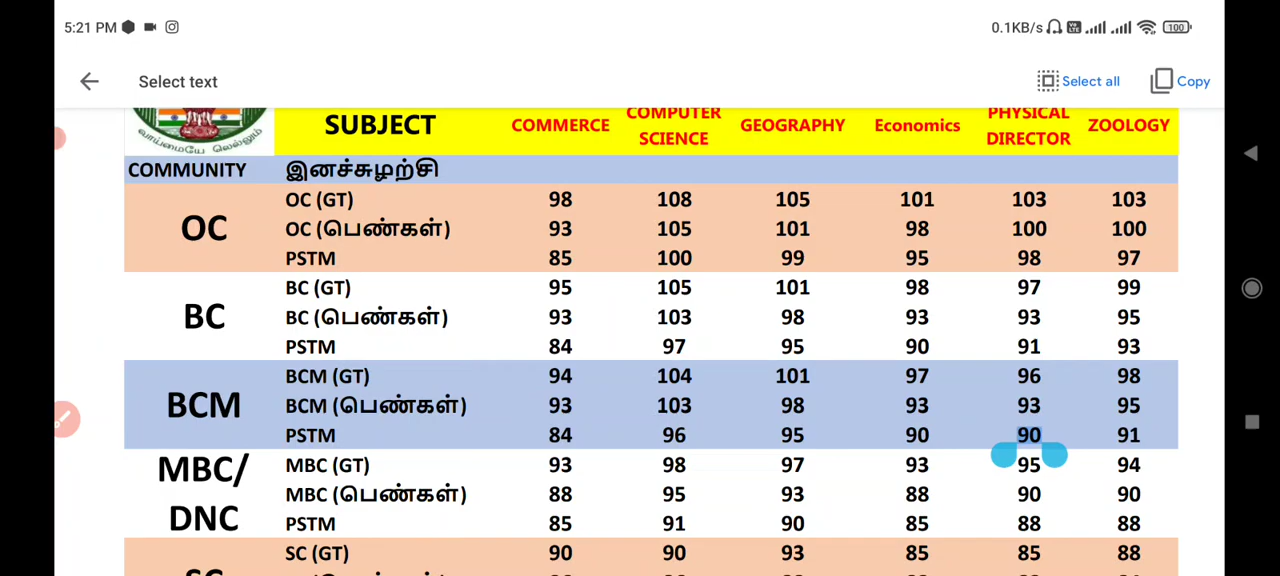 5:21 PM 0.1KB/s 100
Select text Select all Copy
வாய்மையே வெல்லும்
SUBJECT COMMERCE COMPUTER SCIENCE GEOGRAPHY Economics PHYSICAL DIRECTOR ZOOLOGY
COMMUNITY இனச்சுழற்சி
OC
OC (GT) 98 108 105 101 103 103
OC (பெண்கள்) 93 105 101 98 100 100
PSTM 85 100 99 95 98 97
BC
BC (GT) 95 105 101 98 97 99
BC (பெண்கள்) 93 103 98 93 93 95
PSTM 84 97 95 90 91 93
BCM
BCM (GT) 94 104 101 97 96 98
BCM (பெண்கள்) 93 103 98 93 93 95
PSTM 84 96 95 90 90 91
MBC/
DNC
MBC (GT) 93 98 97 93 95 94
MBC (பெண்கள்) 88 95 93 88 90 90
PSTM 85 91 90 85 88 88
SC (GT) 90 90 93 85 85 88